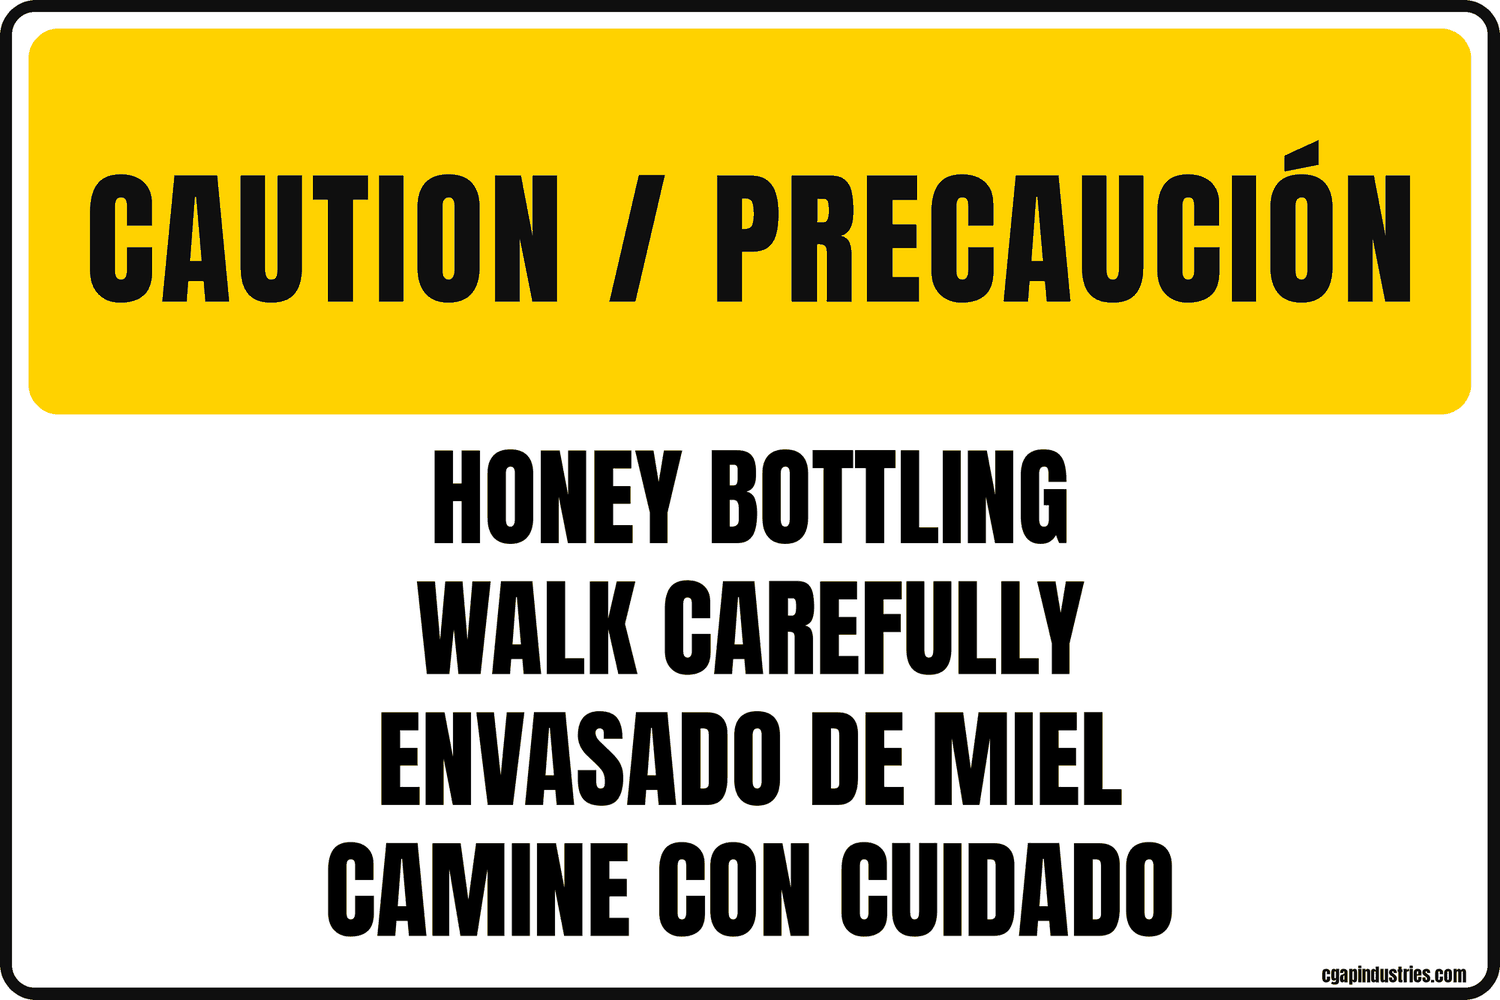 CAUTION / PRECAUCIÓN
HONEY BOTTLING
WALK CAREFULLY
ENVASADO DE MIEL
CAMINE CON CUIDADO
cgapindustries.com